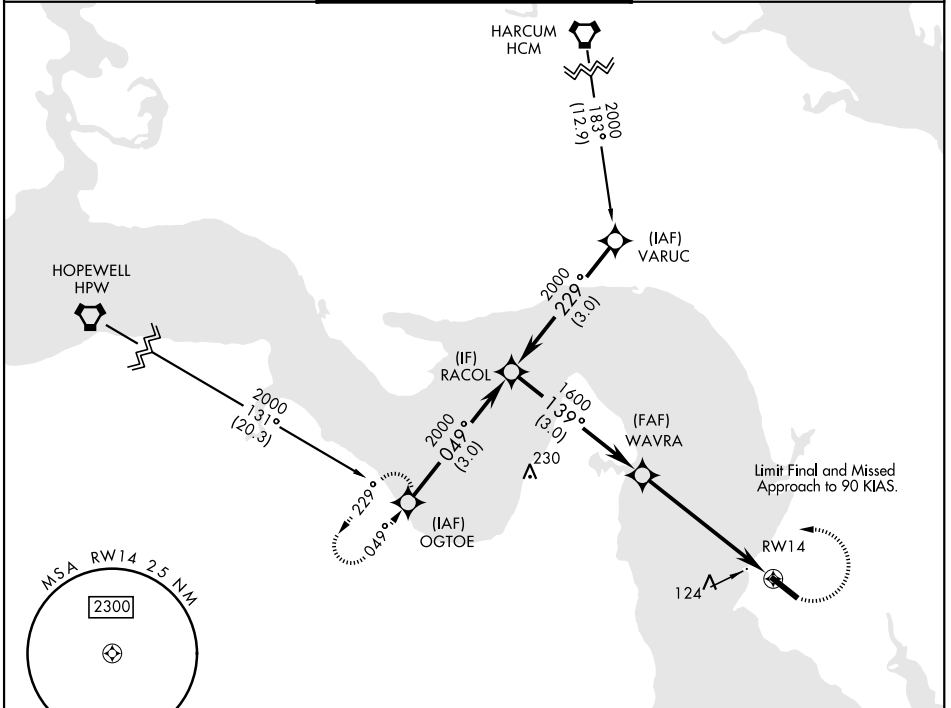 HARCUM
HCM
2000
183°
(12.9)
(IAF)
VARUC
HOPEWELL
HPW
2000
229°
(3.0)
(IF)
RACOL
2000
131°
(20.3)
2000
049°
(3.0)
1600
139°
(3.0)
(FAF)
WAVRA
230
Limit Final and Missed
Approach to 90 KIAS.
229°
049°
(IAF)
OGTOE
RW14
124
MSA RW14 25 NM
2300